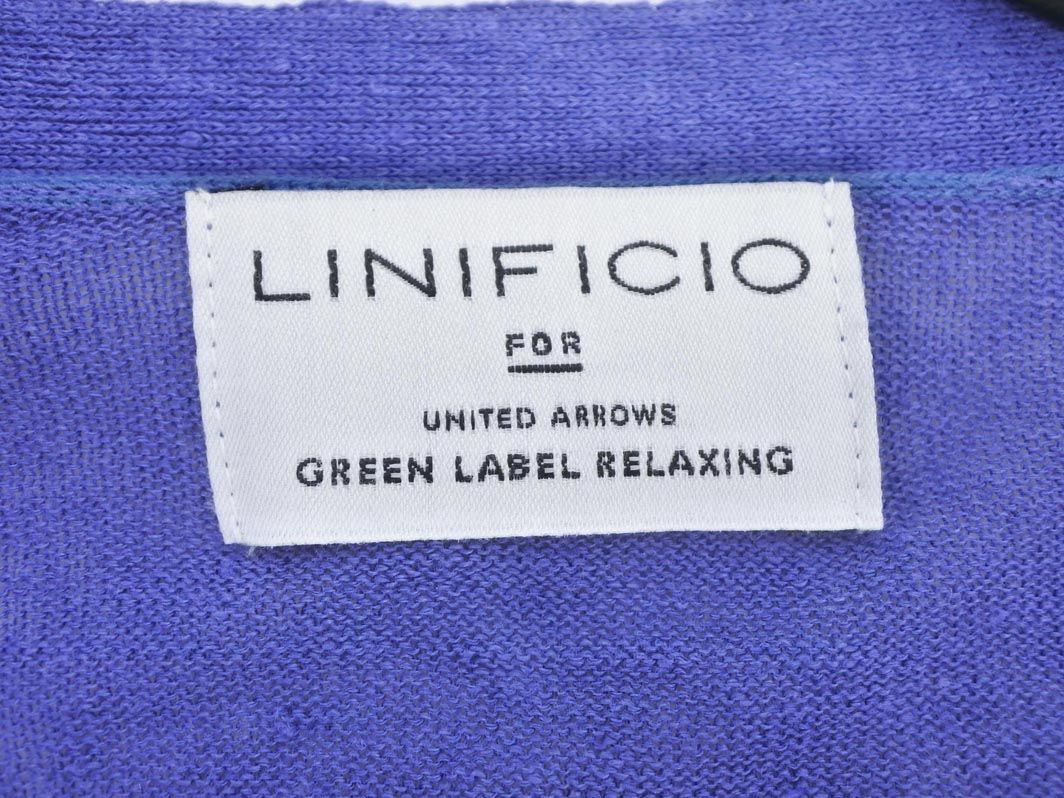 LINIFICIO
FOR
UNITED ARROWS
GREEN LABEL RELAXING